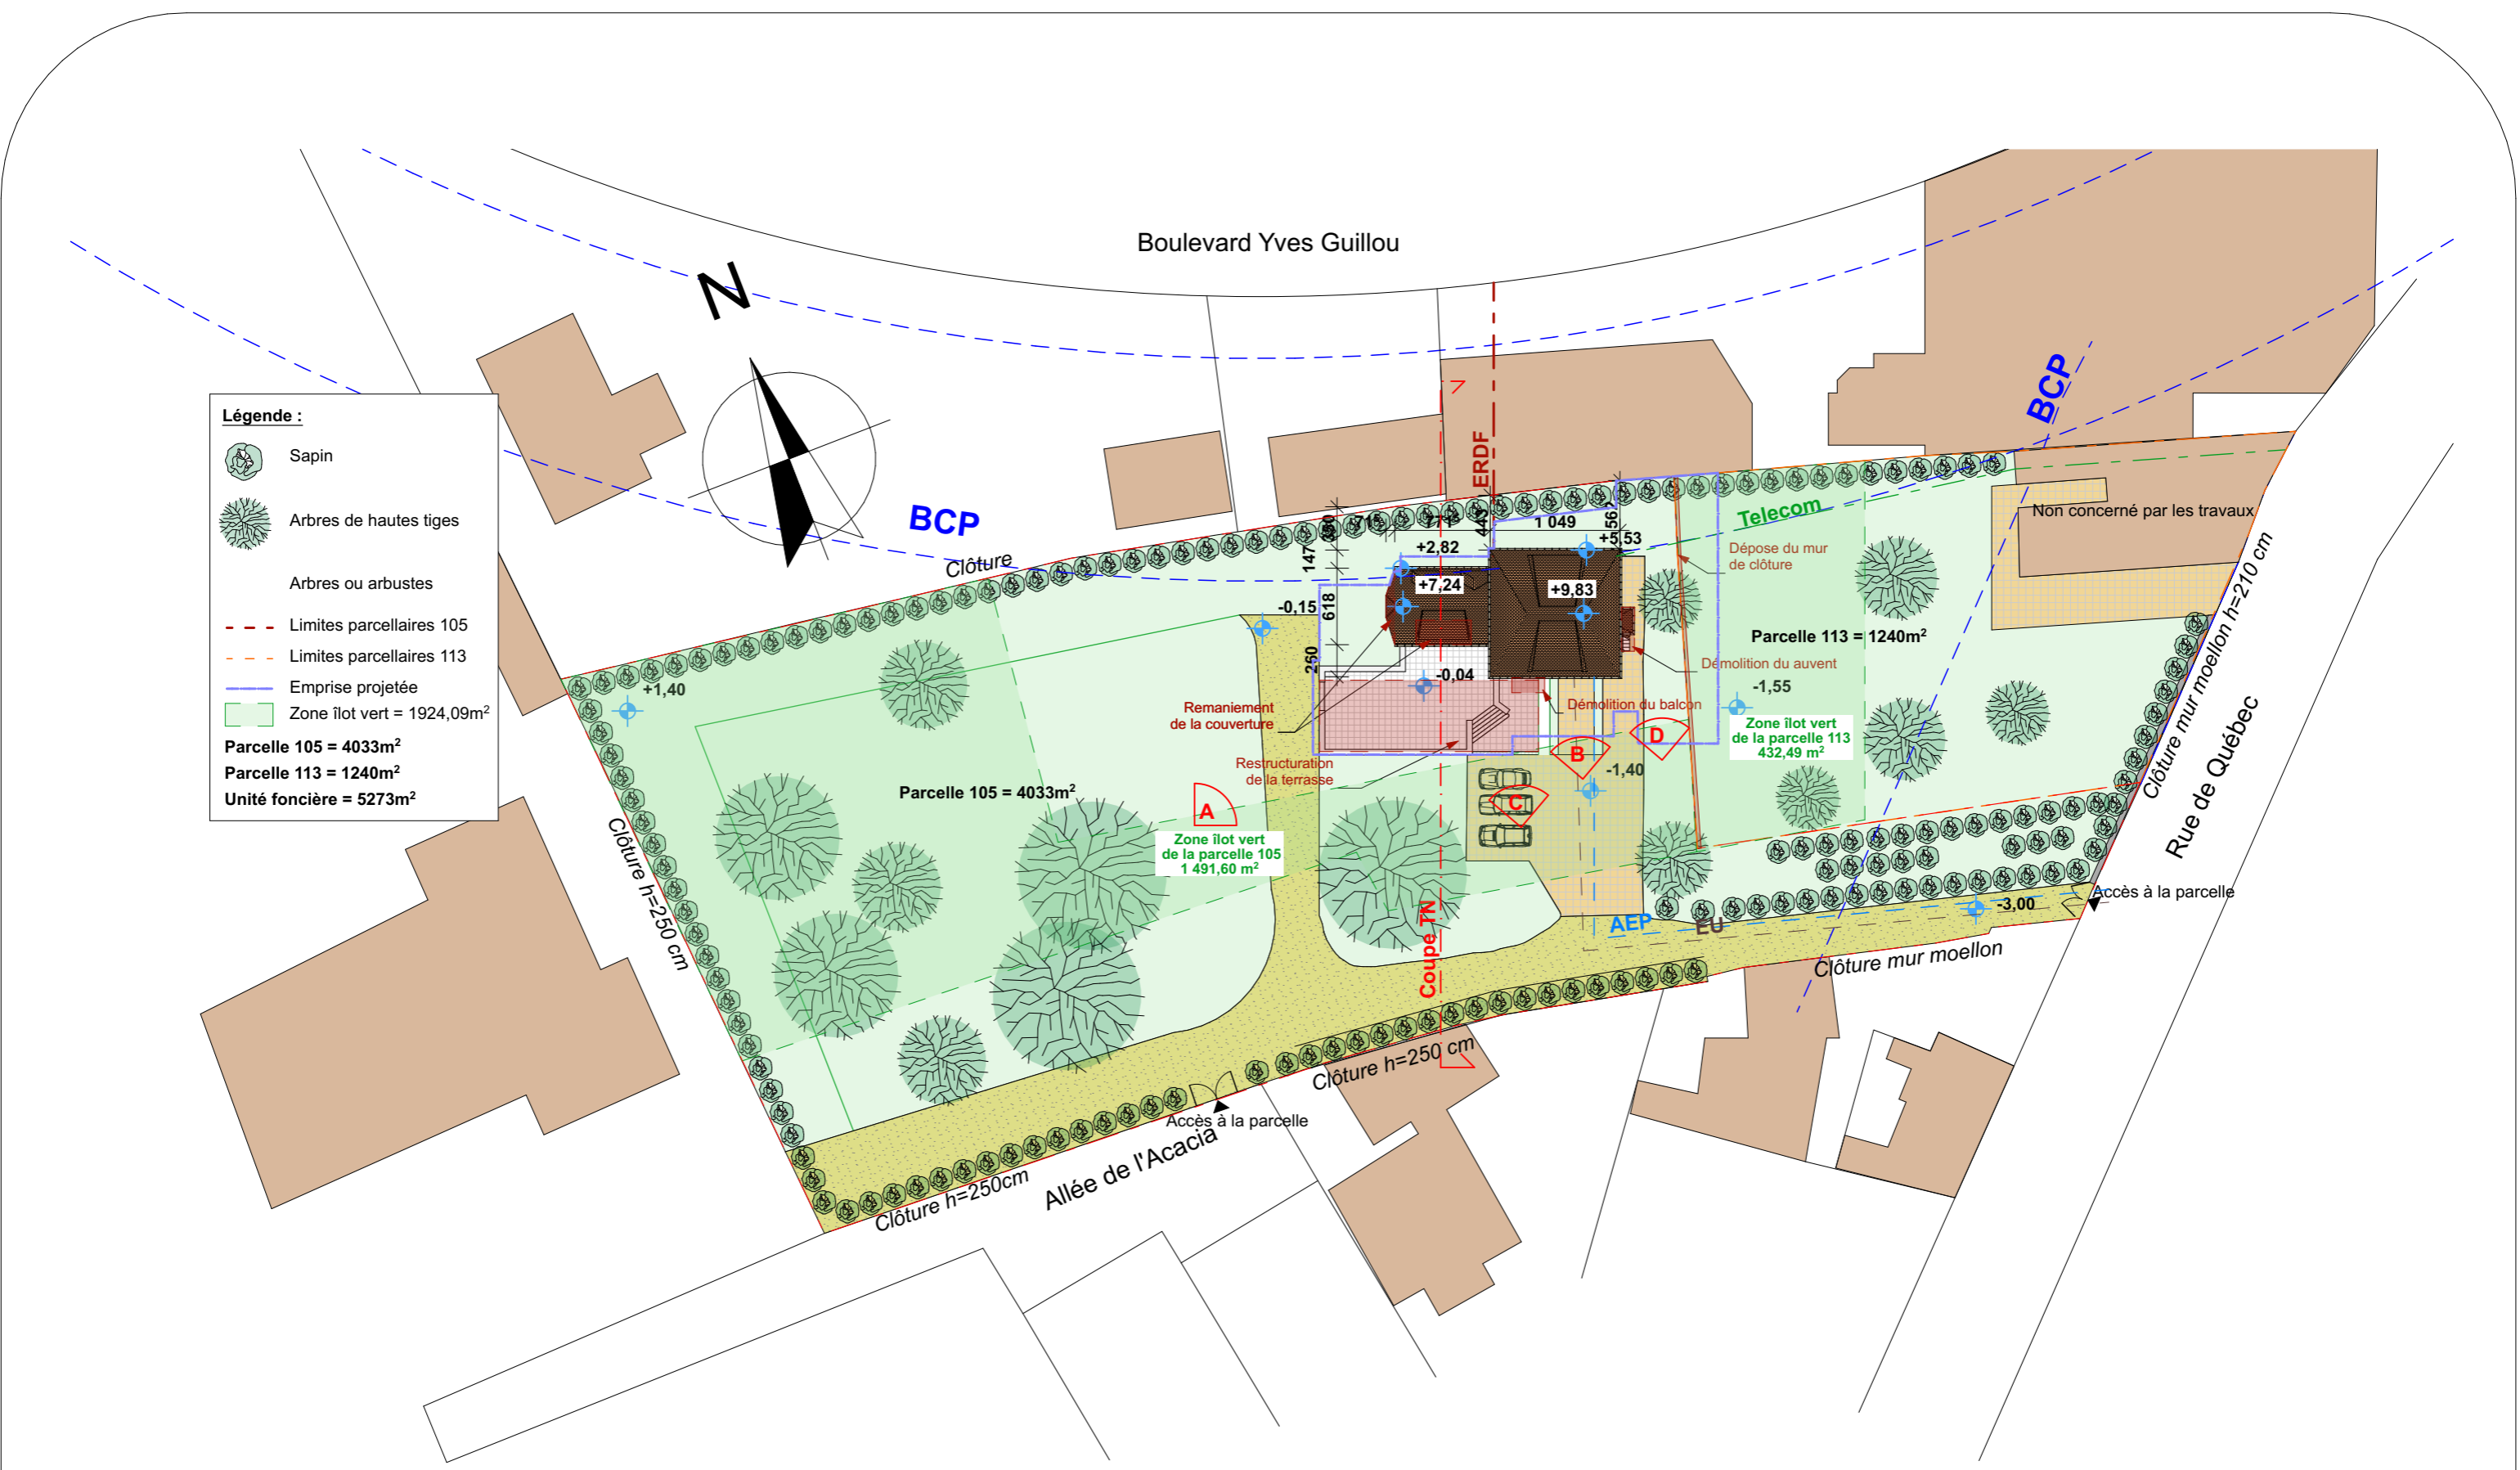 Boulevard Yves Guillou
N
Légende :
Sapin
Arbres de hautes tiges
Arbres ou arbustes
Limites parcellaires 105
Limites parcellaires 113
Emprise projetée
Zone îlot vert = 1924,09m²
Parcelle 105 = 4033m²
Parcelle 113 = 1240m²
Unité foncière = 5273m²
BCP
BCP
ERDF
Clôture
Telecom
Non concerné par les travaux
1 049
443
562
147
618
260
+2,82
+5,53
+7,24
+9,83
-0,15
-0,04
+1,40
Dépose du mur
de clôture
Parcelle 113 = 1240m²
Démolition du auvent
-1,55
Démolition du balcon
Remaniement
de la couverture
Restructuration
de la terrasse
Zone îlot vert
de la parcelle 113
432,49 m²
D
B
-1,40
C
A
Parcelle 105 = 4033m²
Zone îlot vert
de la parcelle 105
1 491,60 m²
Clôture mur moellon h=210 cm
Rue de Québec
Accès à la parcelle
-3,00
AEP
EU
Coupe TN
Clôture mur moellon
Clôture h=250 cm
Clôture h=250 cm
Accès à la parcelle
Clôture h=250cm
Allée de l'Acacia